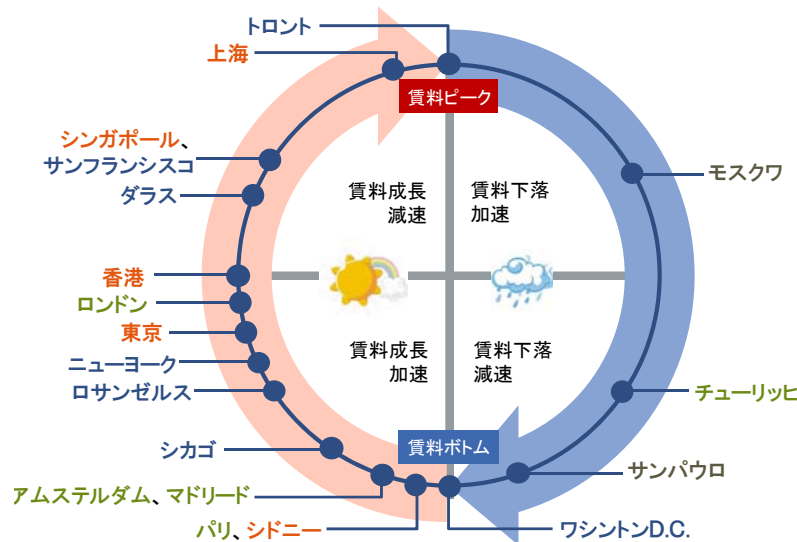 トロント
上海
賃料ピーク
シンガポール、
サンフランシスコ
ダラス
モスクワ
賃料成長
減速
賃料下落
加速
香港
ロンドン
東京
ニューヨーク
ロサンゼルス
賃料成長
加速
賃料下落
減速
チューリッヒ
シカゴ
賃料ボトム
サンパウロ
アムステルダム、マドリード
パリ、シドニー
ワシントンD.C.